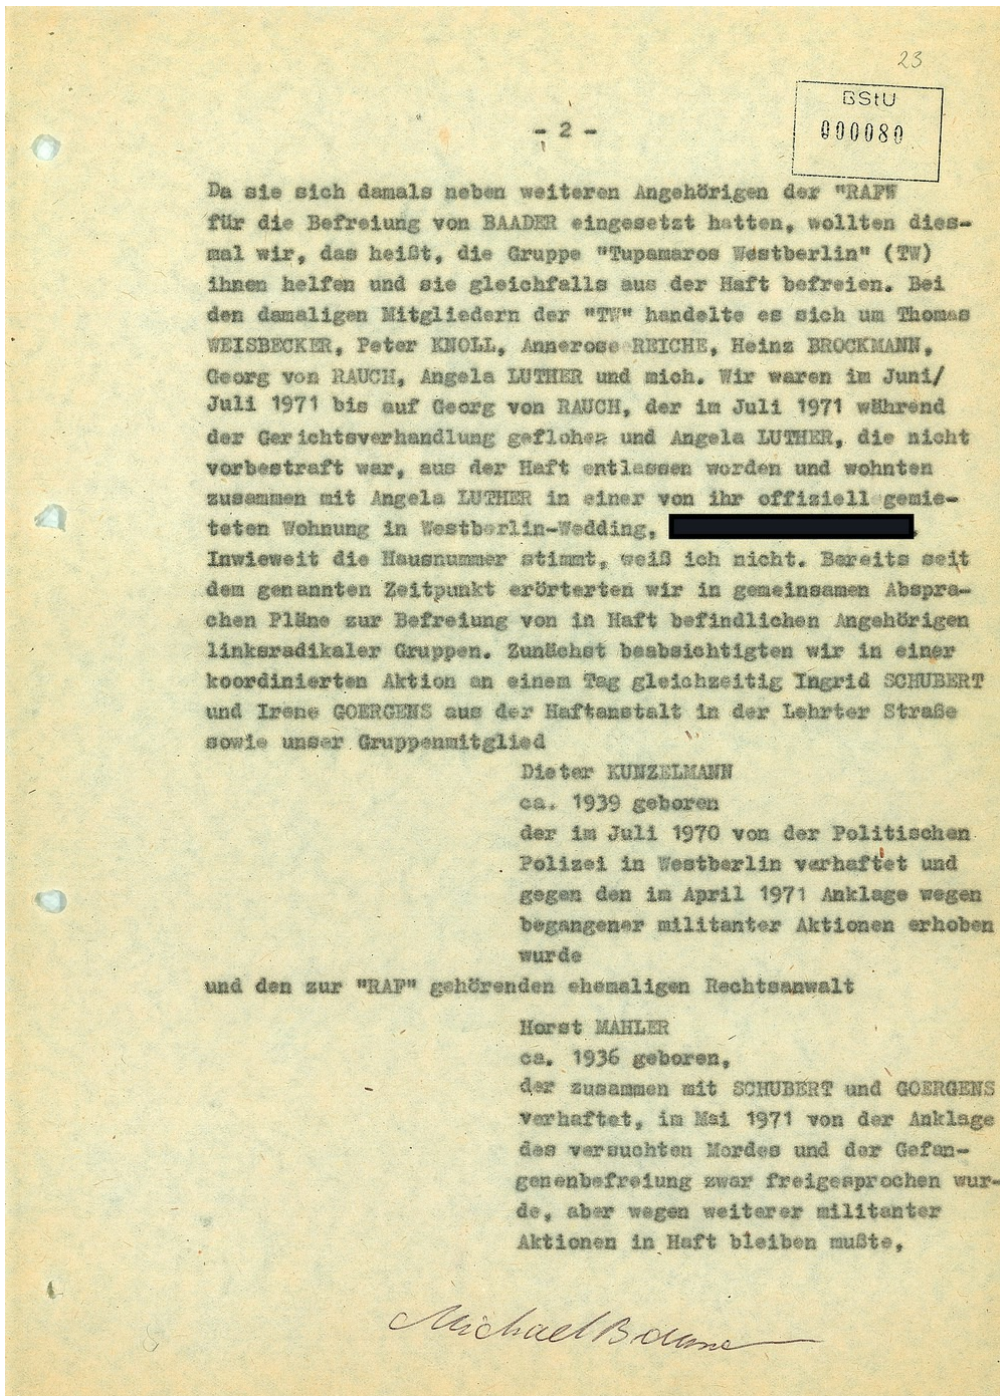 23
BStU
000080
- 2 -
Da sie sich damals neben weiteren Angehörigen der "RAF"
für die Befreiung von BAADER eingesetzt hatten, wollten dies-
mal wir, das heißt, die Gruppe "Tupamaros Westberlin" (TW)
ihnen helfen und sie gleichfalls aus der Haft befreien. Bei
den damaligen Mitgliedern der "TW" handelte es sich um Thomas
WEISBECKER, Peter KNOLL, Annerose REICHE, Heinz BROCKMANN,
Georg von RAUCH, Angela LUTHER und mich. Wir waren im Juni/
Juli 1971 bis auf Georg von RAUCH, der im Juli 1971 während
der Gerichtsverhandlung geflohen und Angela LUTHER, die nicht
vorbestraft war, aus der Haft entlassen worden und wohnten
zusammen mit Angela LUTHER in einer von ihr offiziell gemie-
teten Wohnung in Westberlin-Wedding,
Inwieweit die Hausnummer stimmt, weiß ich nicht. Bereits seit
dem genannten Zeitpunkt erörterten wir in gemeinsamen Abspra-
chen Pläne zur Befreiung von in Haft befindlichen Angehörigen
linksradikaler Gruppen. Zunächst beabsichtigten wir in einer
koordinierten Aktion an einem Tag gleichzeitig Ingrid SCHUBERT
und Irene GOERGENS aus der Haftanstalt in der Lehrter Straße
sowie unser Gruppenmitglied
Dieter KUNZELMANN
ca. 1939 geboren
der im Juli 1970 von der Politischen
Polizei in Westberlin verhaftet und
gegen den im April 1971 Anklage wegen
begangener militanter Aktionen erhoben
wurde
und den zur "RAF" gehörenden ehemaligen Rechtsanwalt
Horst MAHLER
ca. 1936 geboren,
der zusammen mit SCHUBERT und GOERGENS
verhaftet, im Mai 1971 von der Anklage
des versuchten Mordes und der Gefan-
genenbefreiung zwar freigesprochen wur-
de, aber wegen weiterer militanter
Aktionen in Haft bleiben mußte,
Michael